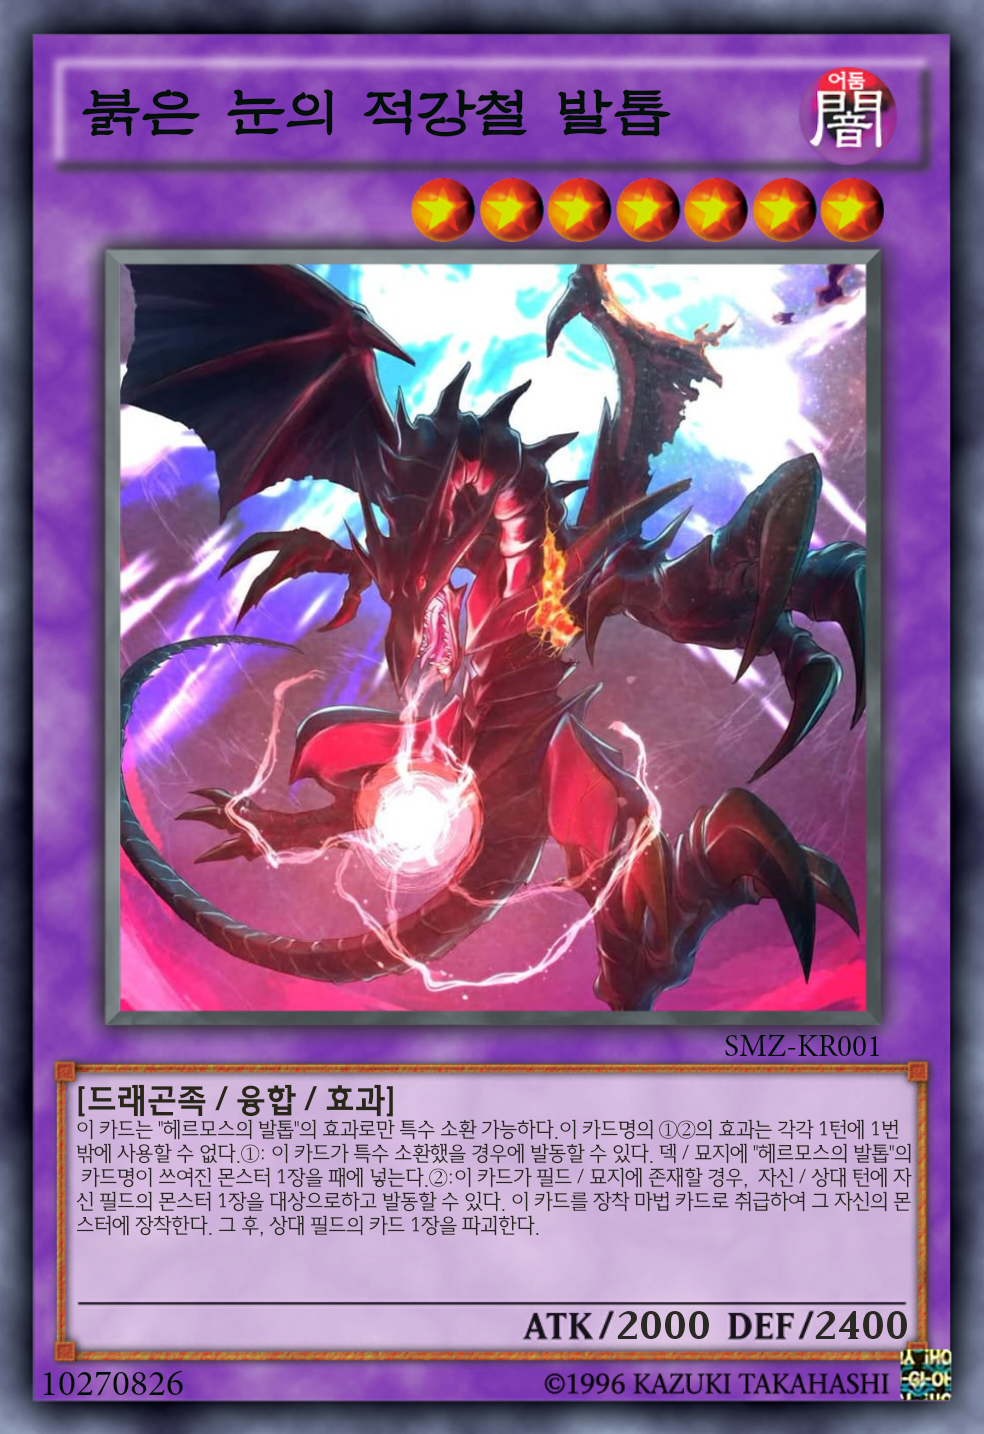 붉은 눈의 적강철 발톱
어둠
闇
SMZ-KR001
[드래곤족 / 융합 / 효과]
이 카드는 "헤르모스의 발톱"의 효과로만 특수 소환 가능하다.이 카드명의 ①②의 효과는 각각 1턴에 1번
밖에 사용할 수 없다.①: 이 카드가 특수 소환했을 경우에 발동할 수 있다. 덱 / 묘지에 "헤르모스의 발톱"의
카드명이 쓰여진 몬스터 1장을 패에 넣는다.②:이 카드가 필드 / 묘지에 존재할 경우, 자신 / 상대 턴에 자
신 필드의 몬스터 1장을 대상으로하고 발동할 수 있다. 이 카드를 장착 마법 카드로 취급하여 그 자신의 몬
스터에 장착한다. 그 후, 상대 필드의 카드 1장을 파괴한다.
ATK/2000 DEF/2400
10270826
©1996 KAZUKI TAKAHASHI